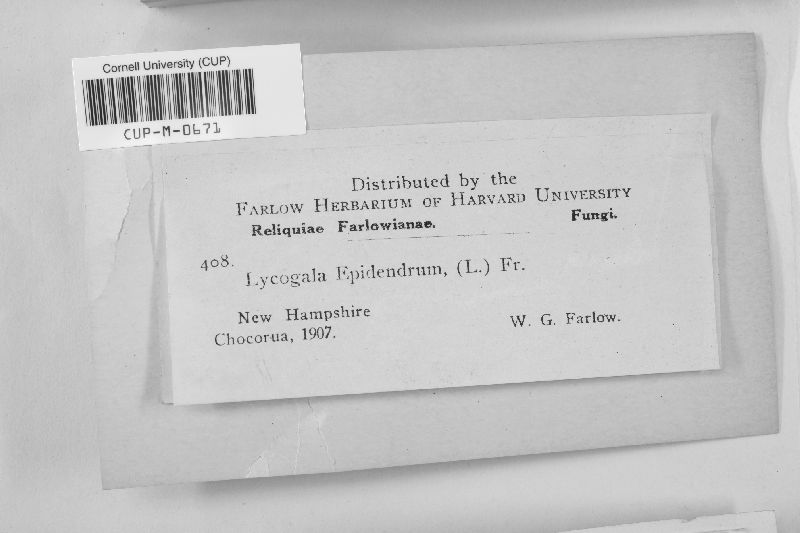 Cornell University (CUP)
CUP-M-0671
Distributed by the
FARLOW HERBARIUM OF HARVARD UNIVERSITY
Reliquiae Farlowianae. Fungi.
408. Lycogala Epidendrum, (L.) Fr.
New Hampshire
Chocorua, 1907. W. G. Farlow.